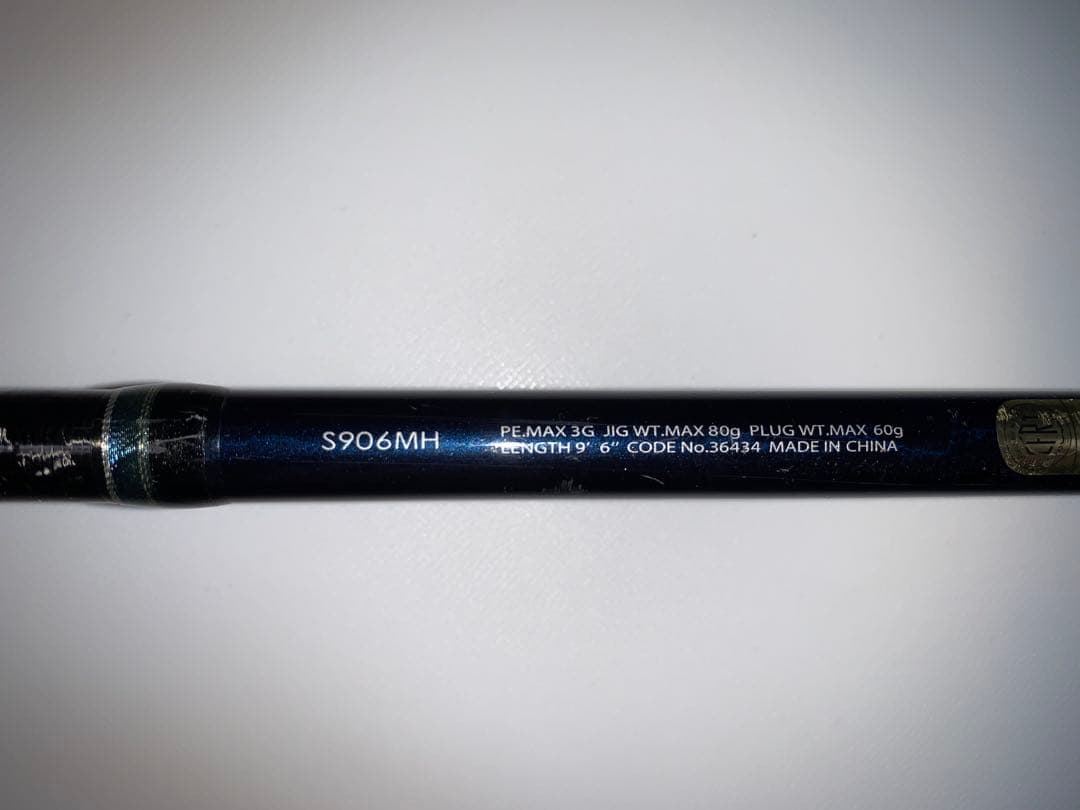 S906MH
PE.MAX 3G JIG WT.MAX 80g PLUG WT.MAX 60g
LENGTH 9' 6" CODE No.36434 MADE IN CHINA